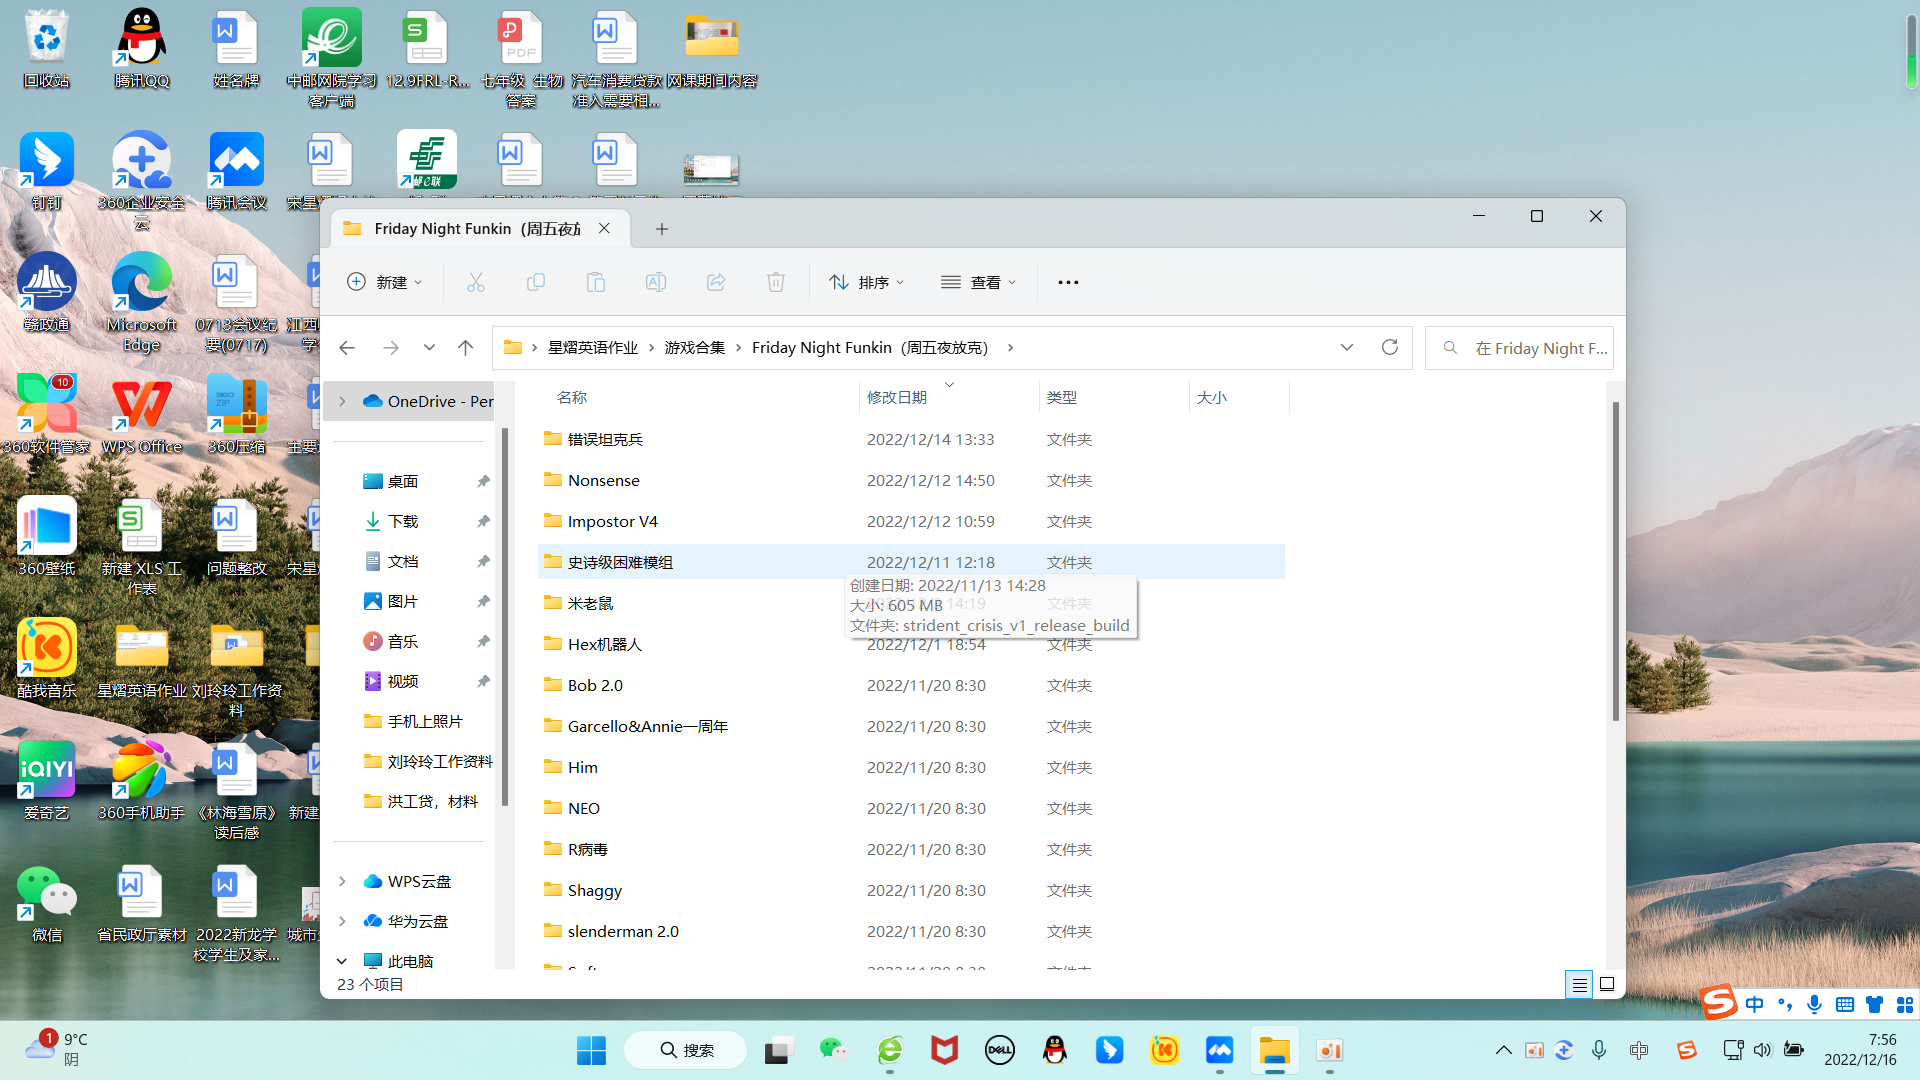 回收站
腾讯QQ
姓名牌
中邮网院学习
客户端
12.9FRL-R...
七年级 生物
答案
汽车消费贷款
准入需要相...
网课期间内容
钉钉
360企业安全
云
腾讯会议
邮e联
赣政通
Microsoft
Edge
0713会议纪
要(0717)
360软件管家
10
WPS Office
360压缩
360壁纸
新建 XLS 工
作表
问题整改
酷我音乐
星熠英语作业
刘玲玲工作资
料
iQIYI
爱奇艺
360手机助手
《林海雪原》
读后感
新建
微信
省民政厅素材
2022新龙学
校学生及家...
Friday Night Funkin（周五夜放
新建
排序
查看
星熠英语作业
游戏合集
Friday Night Funkin（周五夜放克）
在 Friday Night F...
OneDrive - Per
桌面
下载
文档
图片
音乐
视频
手机上照片
刘玲玲工作资料
洪工贷，材料
WPS云盘
华为云盘
此电脑
名称 修改日期 类型 大小
错误坦克兵 2022/12/14 13:33 文件夹
Nonsense 2022/12/12 14:50 文件夹
Impostor V4 2022/12/12 10:59 文件夹
史诗级困难模组 2022/12/11 12:18 文件夹
创建日期: 2022/11/13 14:28
大小: 605 MB
文件夹: strident_crisis_v1_release_build
米老鼠 14:19 文件夹
Hex机器人 2022/12/1 18:54 文件夹
Bob 2.0 2022/11/20 8:30 文件夹
Garcello&Annie一周年 2022/11/20 8:30 文件夹
Him 2022/11/20 8:30 文件夹
NEO 2022/11/20 8:30 文件夹
R病毒 2022/11/20 8:30 文件夹
Shaggy 2022/11/20 8:30 文件夹
slenderman 2.0 2022/11/20 8:30 文件夹
23 个项目
中
1
9°C
阴
搜索
DELL
中
7:56
2022/12/16